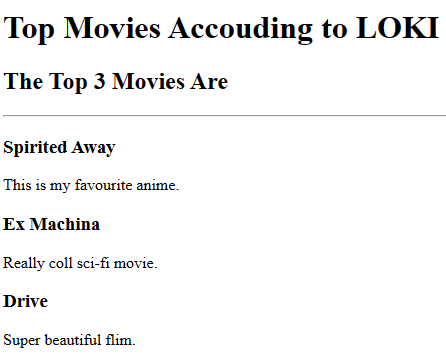 Top Movies Accouding to LOKI
The Top 3 Movies Are
Spirited Away
This is my favourite anime.
Ex Machina
Really coll sci-fi movie.
Drive
Super beautiful flim.